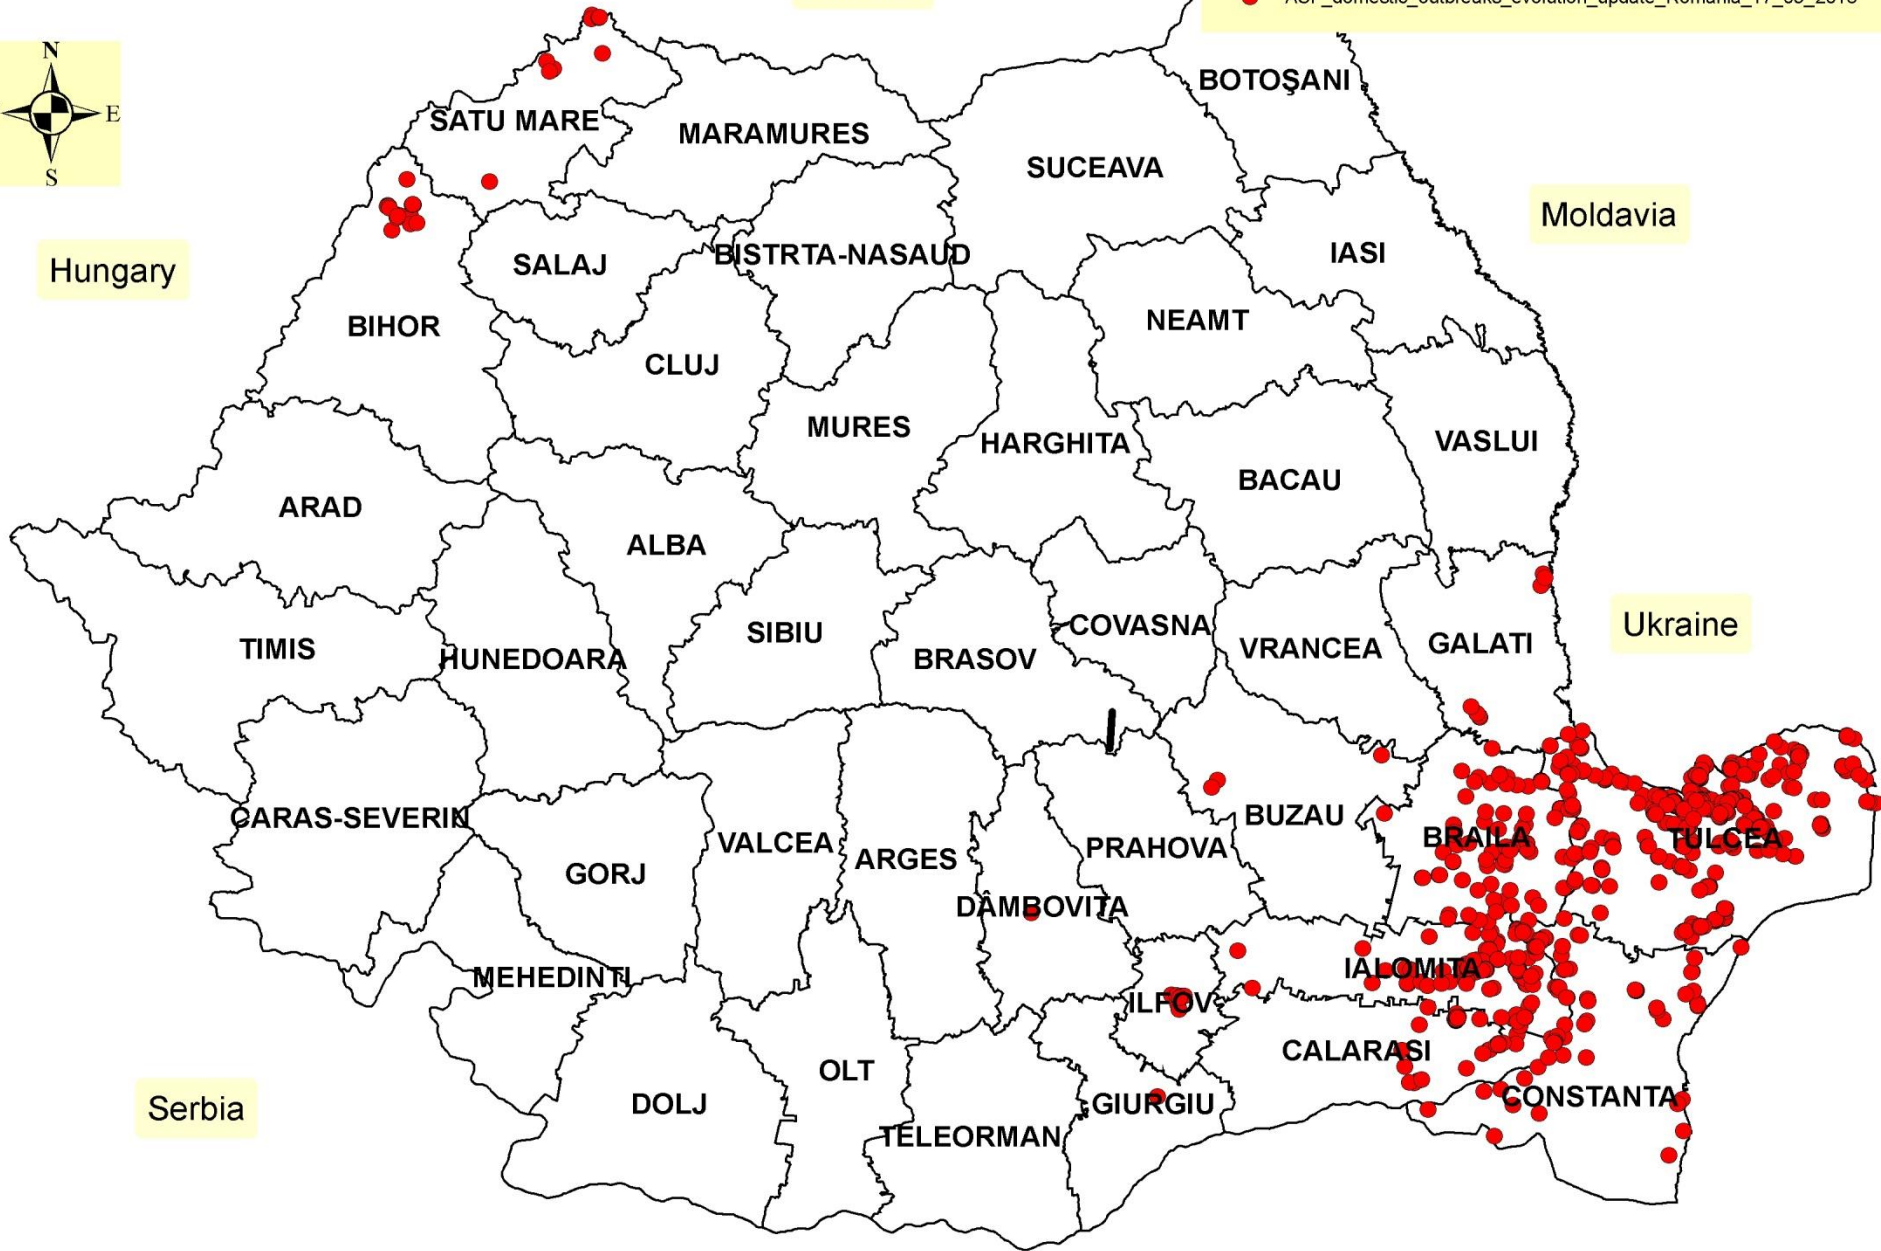 ASF_domestic_outbreaks_evolution_update_Romania_17_08_2018
N
E
S
BOTOŞANI
SATU MARE
MARAMURES
SUCEAVA
Moldavia
Hungary
SALAJ
BISTRTA-NASAUD
IASI
BIHOR
NEAMT
CLUJ
MURES
HARGHITA
VASLUI
BACAU
ARAD
ALBA
TIMIS
HUNEDOARA
SIBIU
BRASOV
COVASNA
VRANCEA
GALATI
Ukraine
CARAS-SEVERIN
GORJ
VALCEA
ARGES
PRAHOVA
BUZAU
BRAILA
TULCEA
DÂMBOVITA
MEHEDINTI
IALOMITA
ILFOV
CALARASI
OLT
DOLJ
GIURGIU
CONSTANTA
TELEORMAN
Serbia